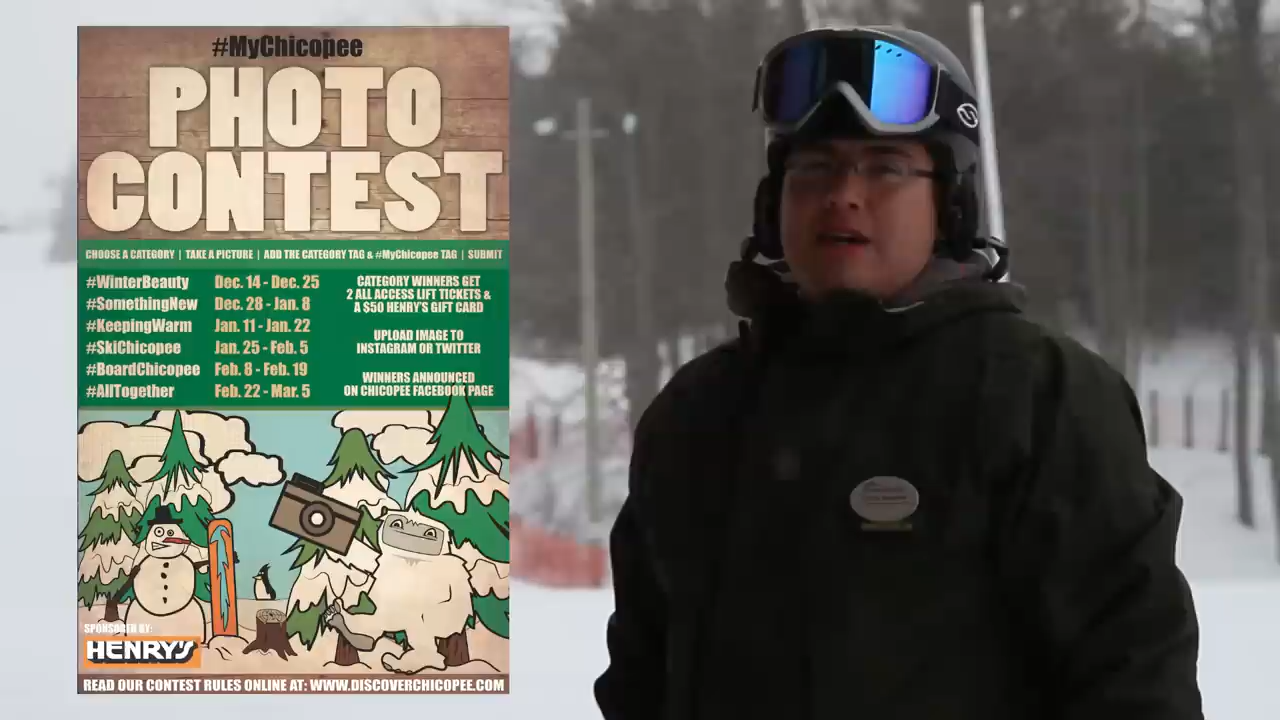 #MyChicopee
PHOTO
CONTEST
CHOOSE A CATEGORY | TAKE A PICTURE | ADD THE CATEGORY TAG & #MyChicopee TAG | SUBMIT
#WinterBeauty Dec. 14 - Dec. 25
#SomethingNew Dec. 28 - Jan. 8
#KeepingWarm Jan. 11 - Jan. 22
#SkiChicopee Jan. 25 - Feb. 5
#BoardChicopee Feb. 8 - Feb. 19
#AllTogether Feb. 22 - Mar. 5
CATEGORY WINNERS GET
2 ALL ACCESS LIFT TICKETS &
A $50 HENRY'S GIFT CARD
UPLOAD IMAGE TO
INSTAGRAM OR TWITTER
WINNERS ANNOUNCED
ON CHICOPEE FACEBOOK PAGE
SPONSORED BY:
HENRY'S
READ OUR CONTEST RULES ONLINE AT: WWW.DISCOVERCHICOPEE.COM